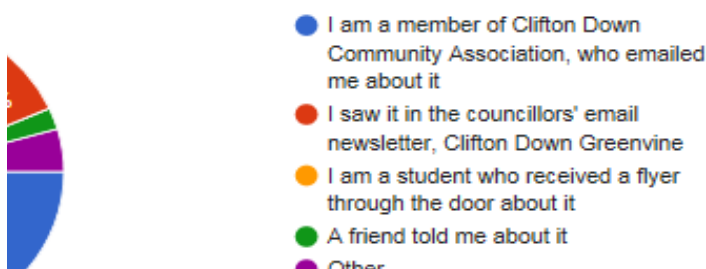 I am a member of Clifton Down
Community Association, who emailed
me about it
I saw it in the councillors' email
newsletter, Clifton Down Greenvine
I am a student who received a flyer
through the door about it
A friend told me about it
Other